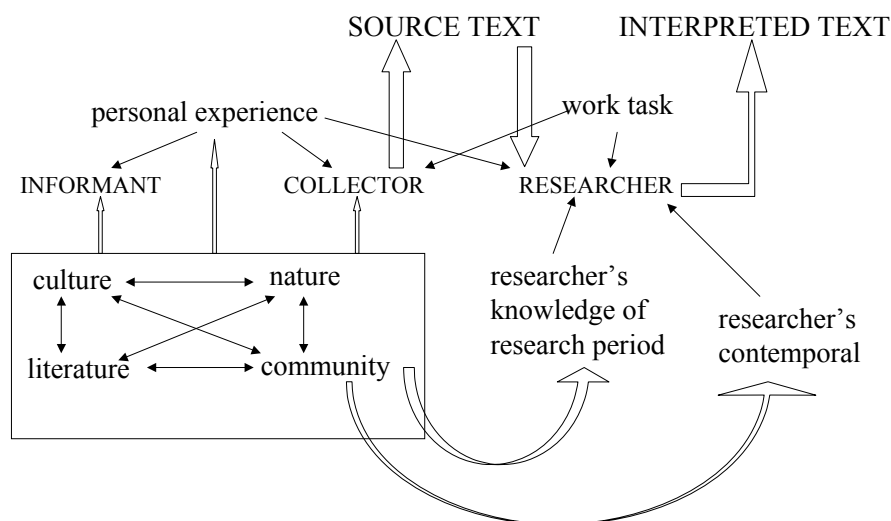 SOURCE TEXT
INTERPRETED TEXT
personal experience
work task
INFORMANT
COLLECTOR
RESEARCHER
culture
nature
literature
community
researcher’s
knowledge of
research period
researcher’s
contemporal